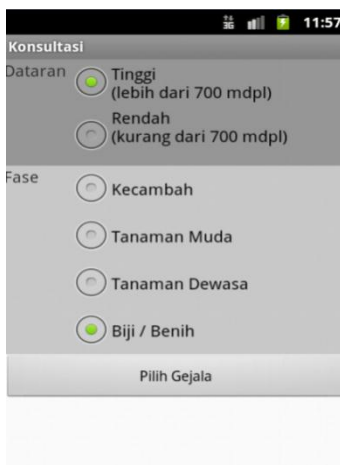 3G 11:57
Konsultasi
Dataran
Tinggi
(lebih dari 700 mdpl)
Rendah
(kurang dari 700 mdpl)
Fase
Kecambah
Tanaman Muda
Tanaman Dewasa
Biji / Benih
Pilih Gejala